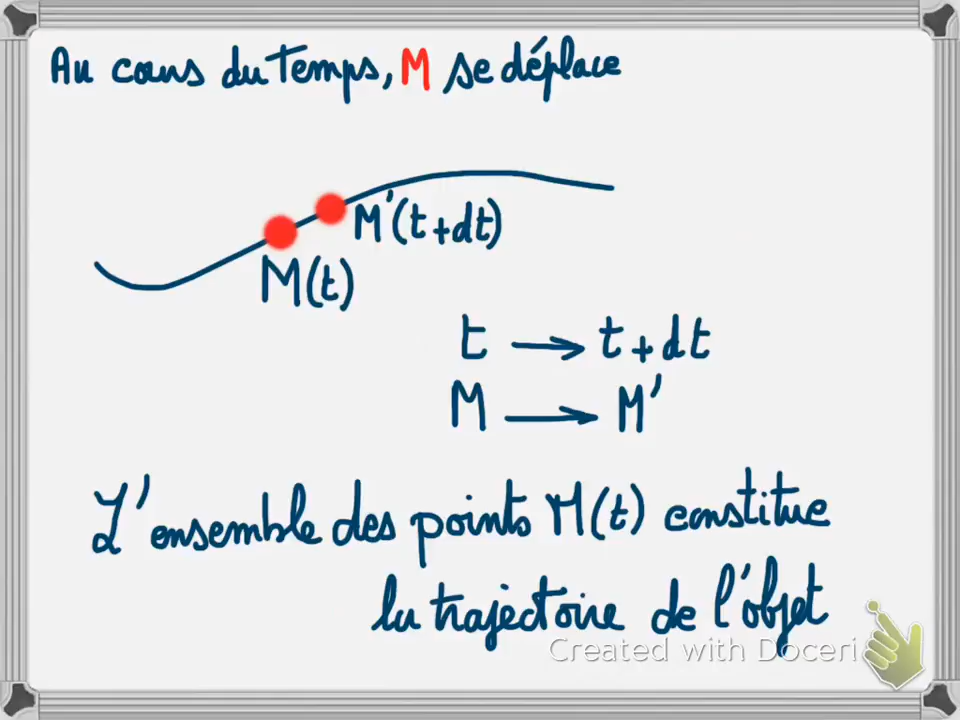 Au cours du temps, M se déplace
M'(t+dt)
M(t)
t → t+dt
M → M'
L'ensemble des points M(t) constitue
la trajectoire de l'objet
Created with Doceri